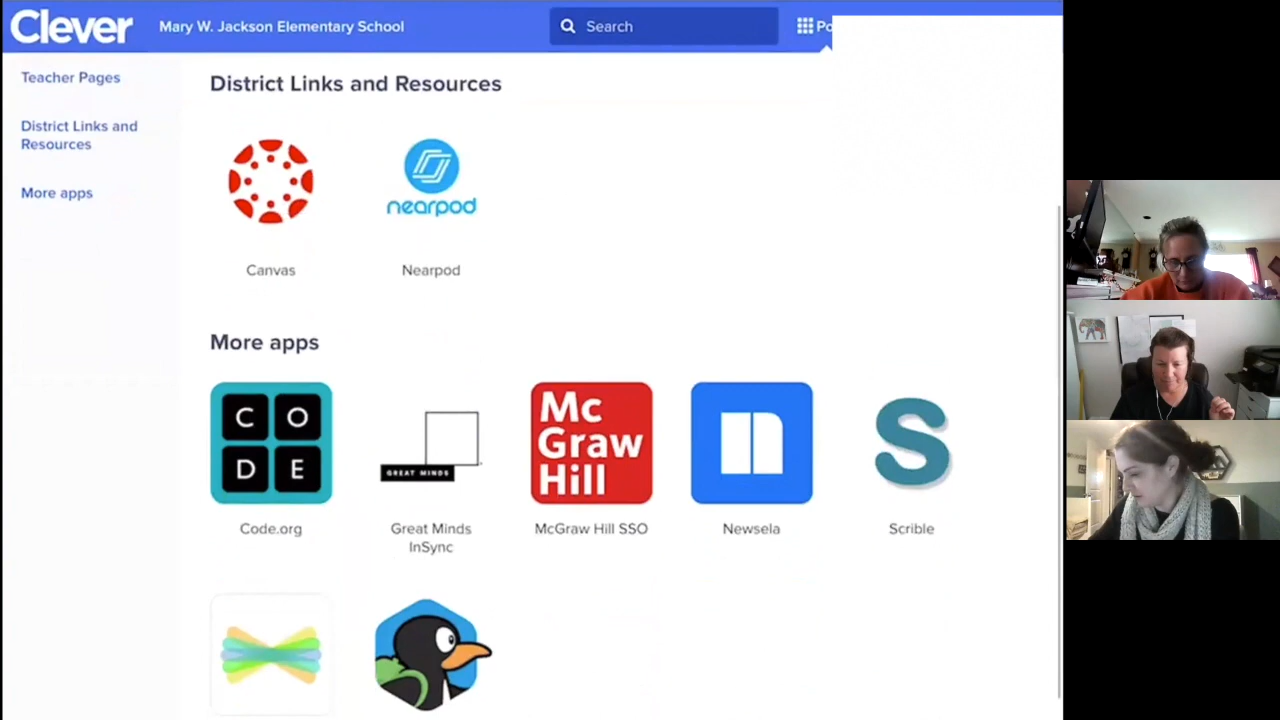 Clever
Mary W. Jackson Elementary School
Search
Po
Teacher Pages
District Links and
Resources
More apps
District Links and Resources
nearpod
Canvas
Nearpod
More apps
C O
D E
GREAT MINDS
Mc
Graw
Hill
Code.org
Great Minds
InSync
McGraw Hill SSO
Newsela
S
Scrible